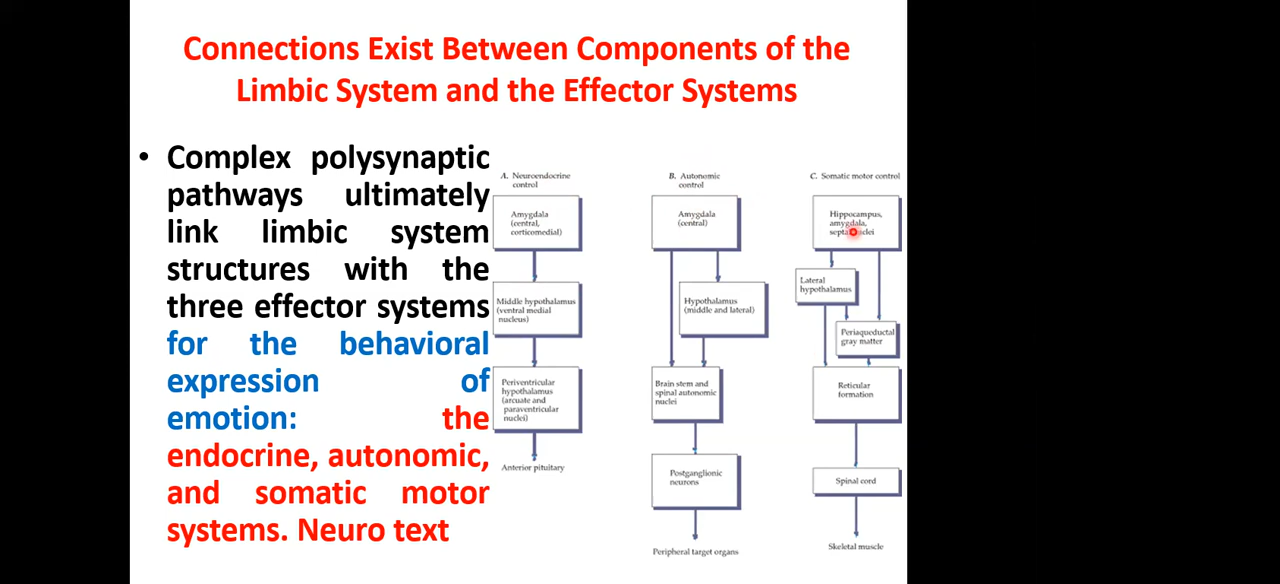 Connections Exist Between Components of the
Limbic System and the Effector Systems
• Complex polysynaptic
pathways ultimately
link limbic system
structures with the
three effector systems
for the behavioral
expression of
emotion: the
endocrine, autonomic,
and somatic motor
systems. Neuro text
A. Neuroendocrine
control
Amygdala
(central,
corticomedial)
Middle hypothalamus
(ventral medial
nucleus)
Periventricular
hypothalamus
(arcuate and
paraventricular
nuclei)
Anterior pituitary
B. Autonomic
control
Amygdala
(central)
Hypothalamus
(middle and lateral)
Brain stem and
spinal autonomic
nuclei
Postganglionic
neurons
Peripheral target organs
C. Somatic motor control
Hippocampus,
amygdala,
Lateral
hypothalamus
Periaqueductal
gray matter
Reticular
formation
Spinal cord
Skeletal muscle